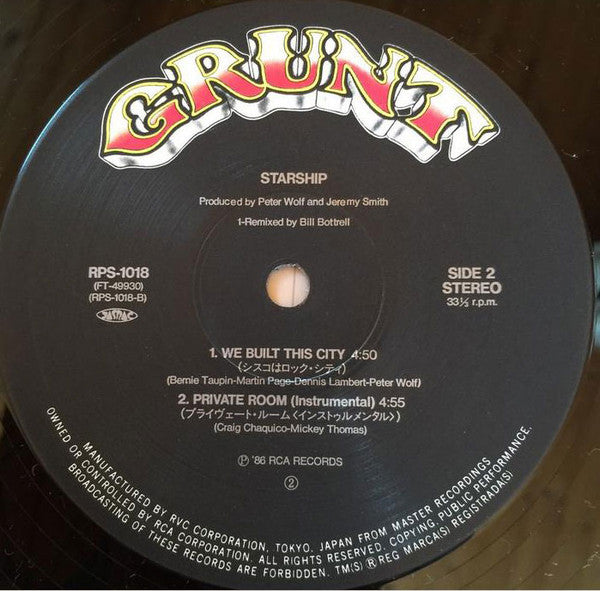 GRUNT
STARSHIP
Produced by Peter Wolf and Jeremy Smith
1-Remixed by Bill Bottrell
RPS-1018
(FT-49930)
(RPS-1018-B)
JASRAC
SIDE 2
STEREO
33⅓ r.p.m.
1. WE BUILT THIS CITY 4:50
(シスコはロック・シティ)
(Bernie Taupin-Martin Page-Dennis Lambert-Peter Wolf)
2. PRIVATE ROOM (Instrumental) 4:55
(プライヴェート・ルーム〈インストゥルメンタル〉)
(Craig Chaquico-Mickey Thomas)
Ⓟ '86 RCA RECORDS
②
MANUFACTURED BY RVC CORPORATION, TOKYO, JAPAN FROM MASTER RECORDINGS
OWNED OR CONTROLLED BY RCA CORPORATION. ALL RIGHTS RESERVED. COPYING, PUBLIC PERFORMANCE,
BROADCASTING OF THESE RECORDS ARE FORBIDDEN. TM(S) ® REG MARCA(S) REGISTRADA(S)